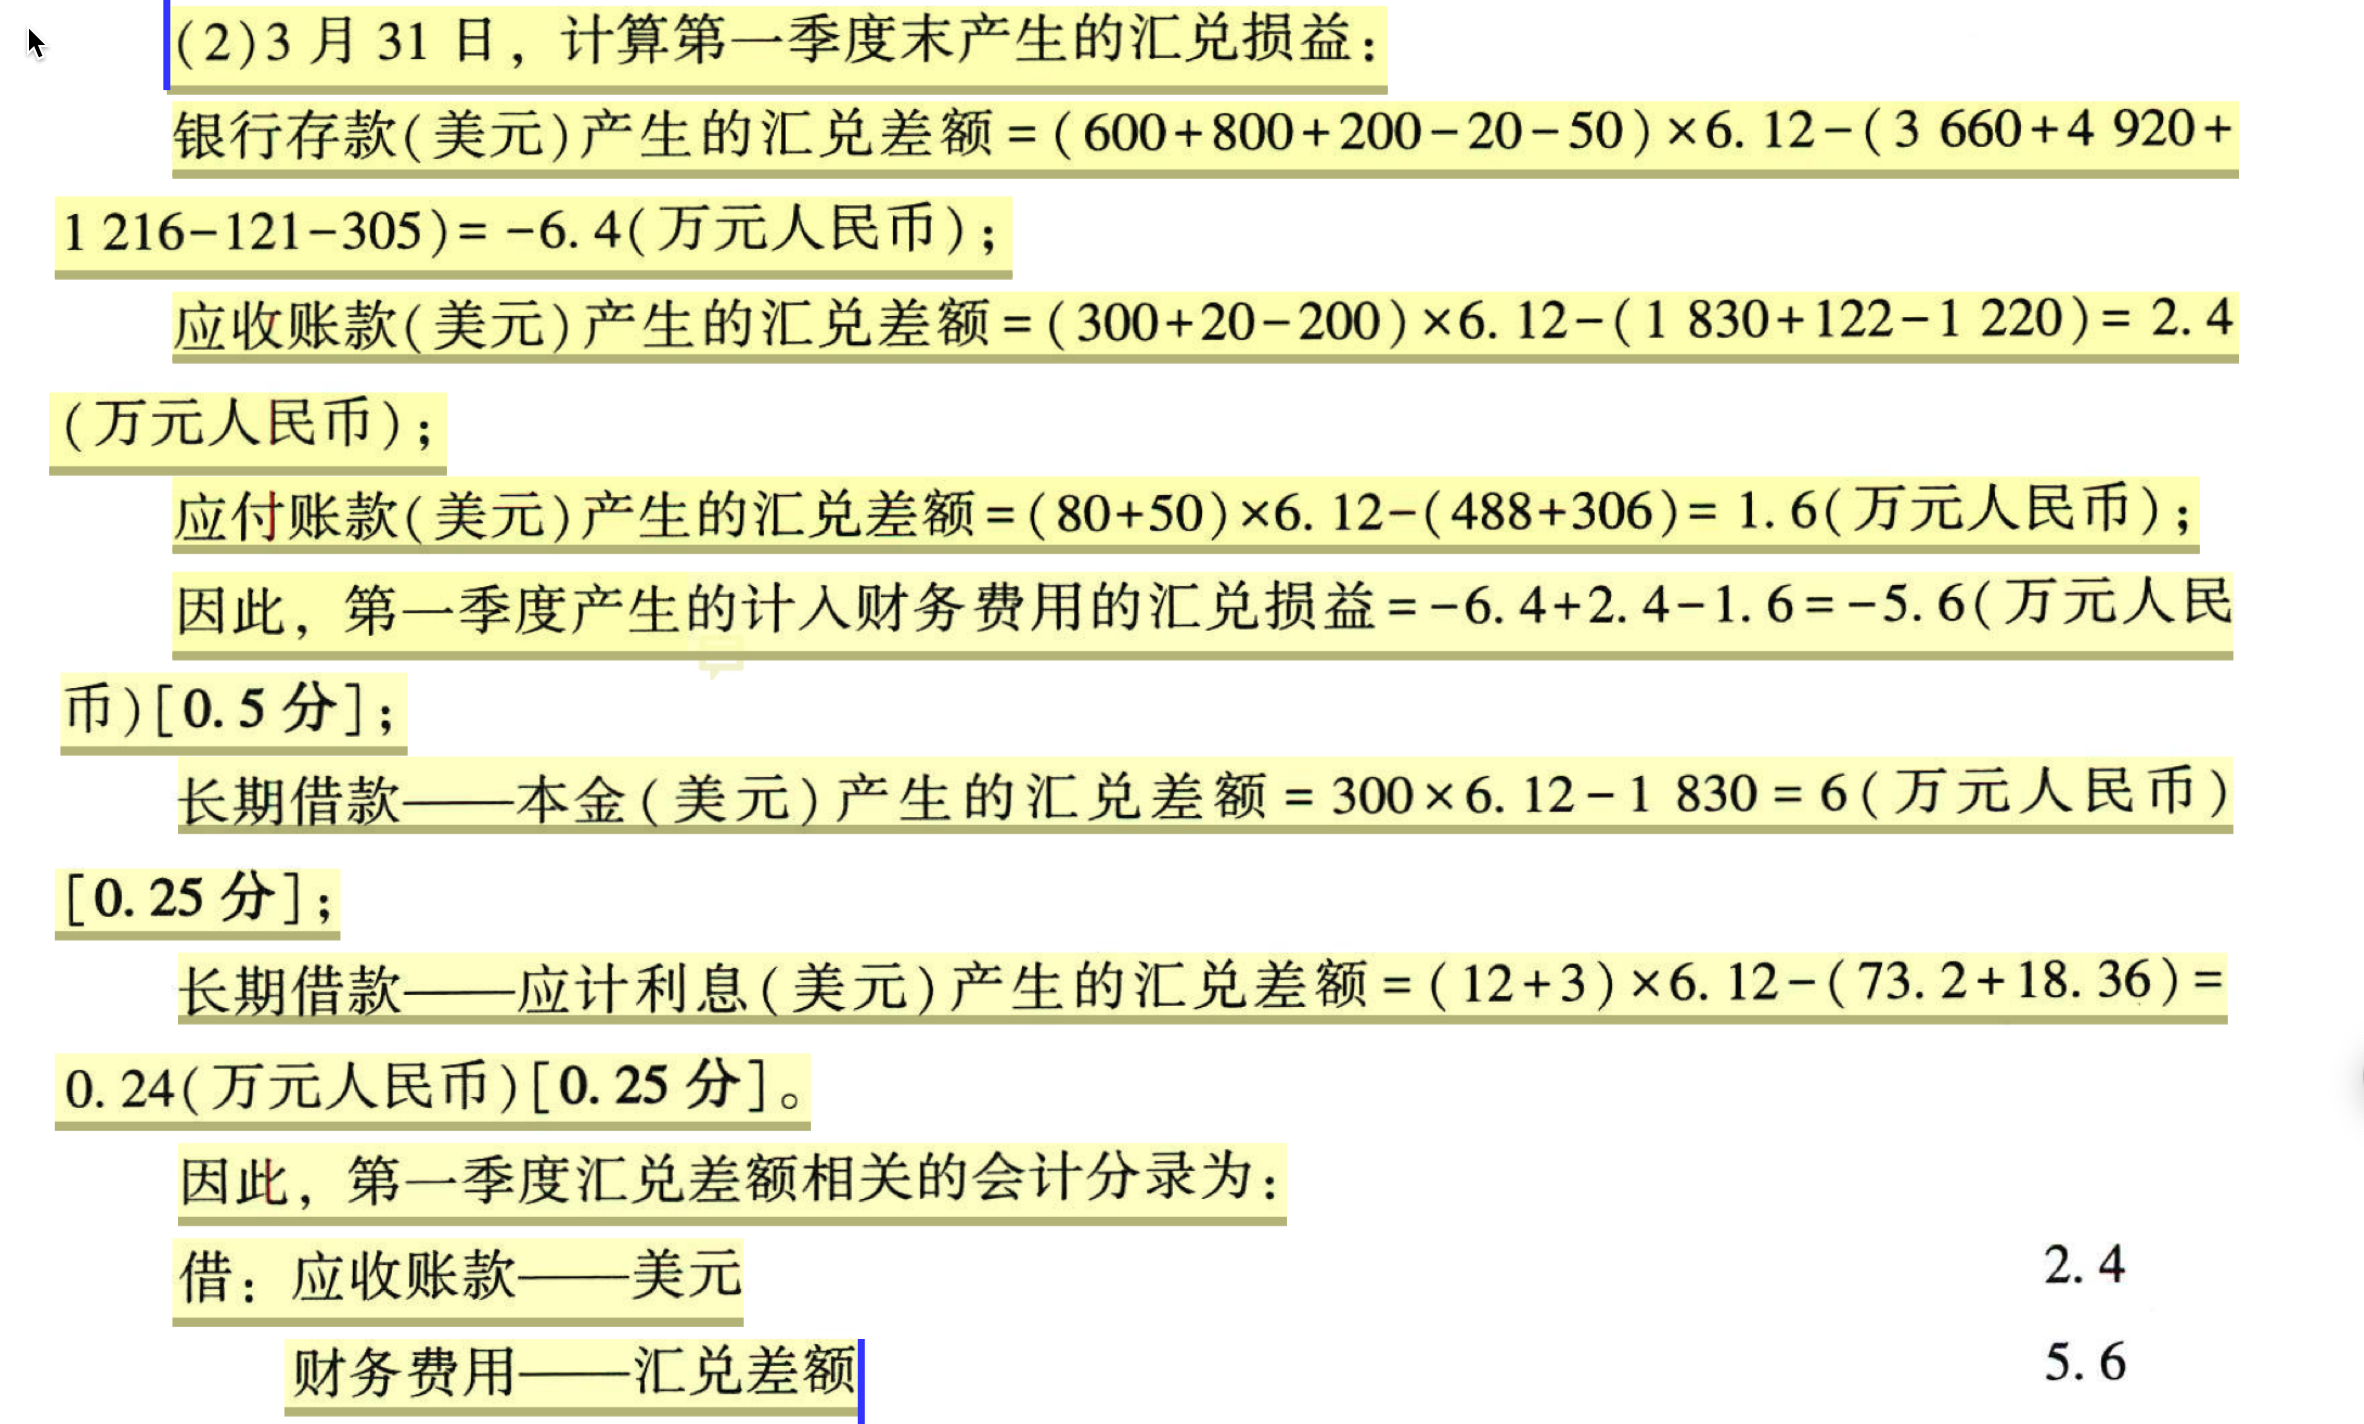 (2)3 月 31 日，计算第一季度末产生的汇兑损益：
银行存款(美元)产生的汇兑差额=(600+800+200-20-50)×6. 12-(3 660+4 920+
1 216-121-305)= -6. 4(万元人民币)；
应收账款(美元)产生的汇兑差额=(300+20-200)×6. 12-(1 830+122-1 220)= 2. 4
(万元人民币)；
应付账款(美元)产生的汇兑差额=(80+50)×6. 12-(488+306)= 1. 6(万元人民币)；
因此，第一季度产生的计入财务费用的汇兑损益=-6. 4+2. 4-1. 6=-5. 6(万元人民
币)[0. 5 分]；
长期借款——本金(美元)产生的汇兑差额=300×6. 12-1 830=6(万元人民币)
[0. 25 分]；
长期借款——应计利息(美元)产生的汇兑差额=(12+3)×6. 12-(73. 2+18. 36)=
0. 24(万元人民币)[0. 25 分]。
因此，第一季度汇兑差额相关的会计分录为：
借：应收账款——美元 2. 4
财务费用——汇兑差额 5. 6